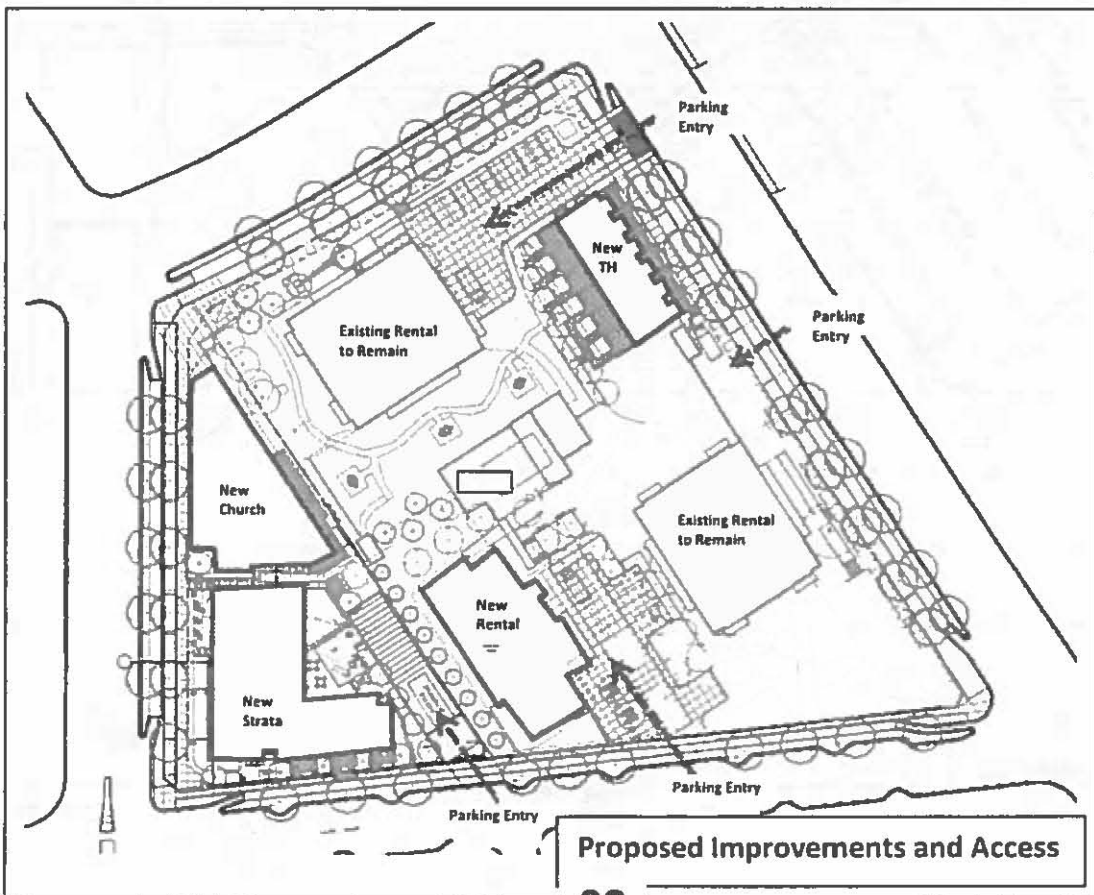 Parking
Entry
New
TH
Parking
Entry
Existing Rental
to Remain
New
Church
Existing Rental
to Remain
New
Rental
New
Strata
Parking Entry
Parking Entry
Proposed Improvements and Access